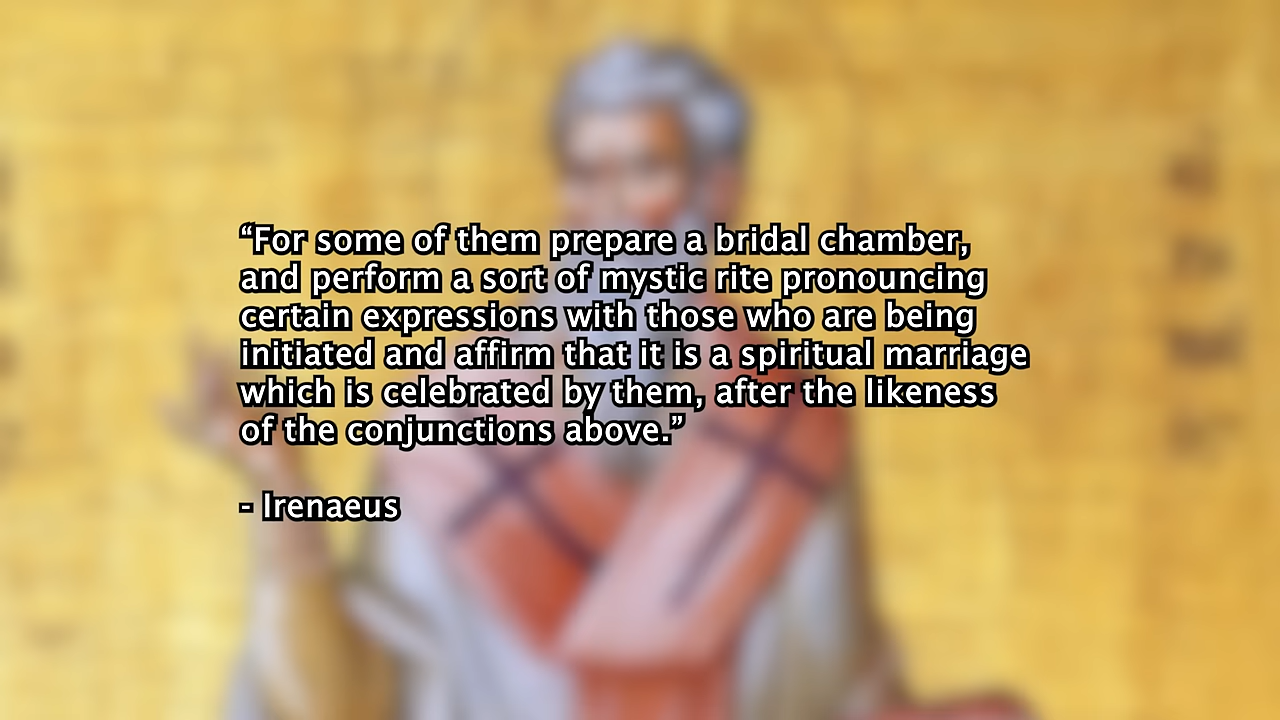 “For some of them prepare a bridal chamber,
and perform a sort of mystic rite pronouncing
certain expressions with those who are being
initiated and affirm that it is a spiritual marriage
which is celebrated by them, after the likeness
of the conjunctions above.”
- Irenaeus